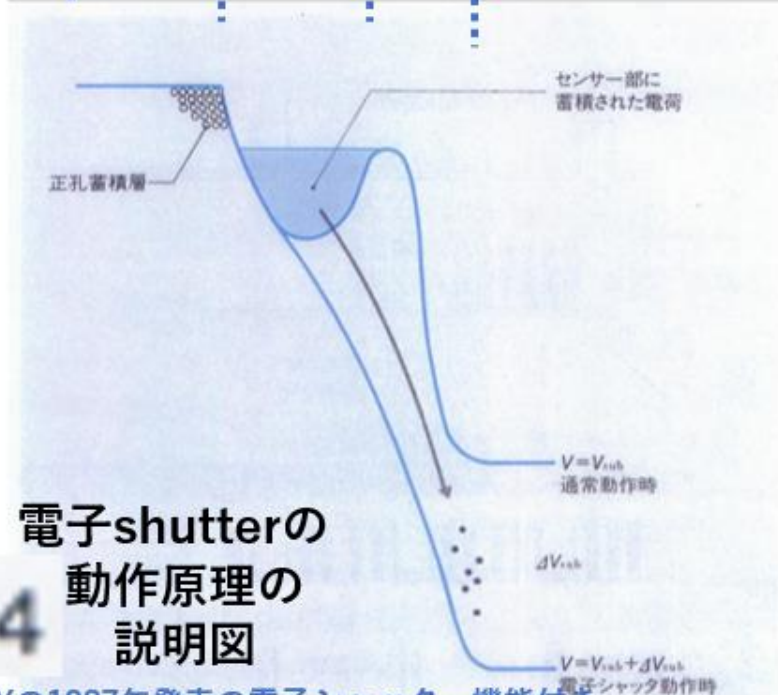 センサー部に
蓄積された電荷
正孔蓄積層
V=Vsub
通常動作時
ΔVsub
電子shutterの
動作原理の
説明図
4
V=Vsub+ΔVsub
電子シャッタ動作時